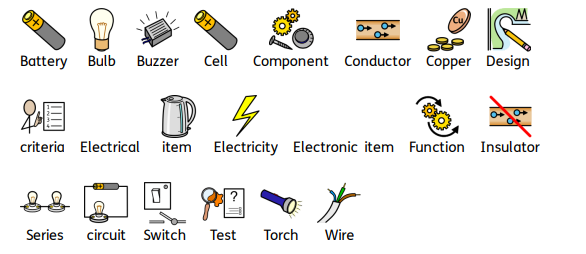 Cu
M
Battery Bulb Buzzer Cell Component Conductor Copper Design
?
criteria Electrical item Electricity Electronic item Function Insulator
Series circuit Switch Test Torch Wire